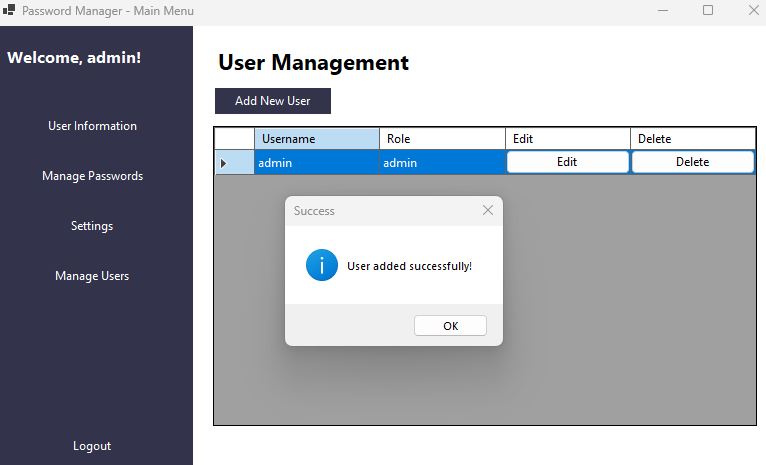 Password Manager - Main Menu
Welcome, admin!
User Information
Manage Passwords
Settings
Manage Users
Logout
User Management
Add New User
Username Role Edit Delete
admin admin Edit Delete
Success
User added successfully!
OK